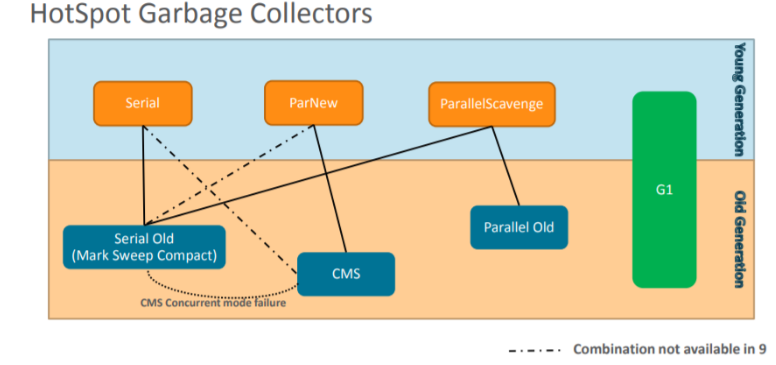 HotSpot Garbage Collectors
Young Generation
Serial
ParNew
ParallelScavenge
G1
Old Generation
Serial Old
(Mark Sweep Compact)
Parallel Old
CMS
CMS Concurrent mode failure
Combination not available in 9